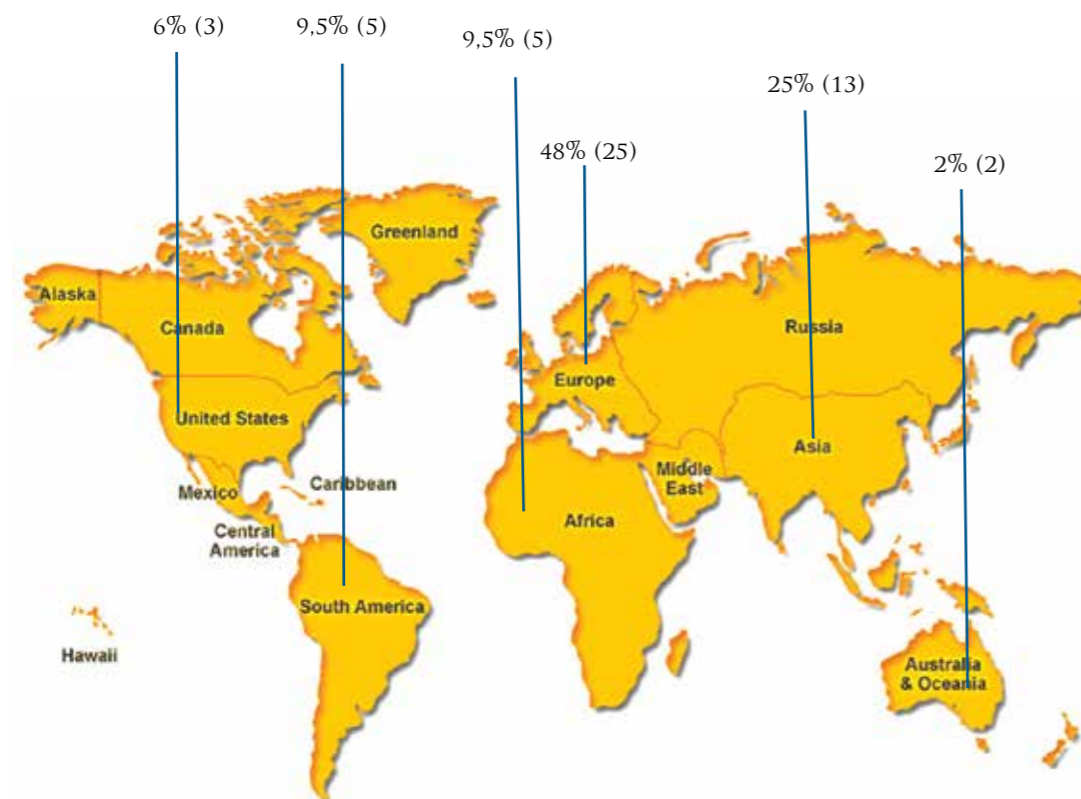 6% (3)
9,5% (5)
9,5% (5)
25% (13)
48% (25)
2% (2)
Greenland
Alaska
Canada
Russia
Europe
United States
Asia
Middle
East
Mexico
Caribbean
Africa
Central
America
South America
Hawaii
Australia
& Oceania